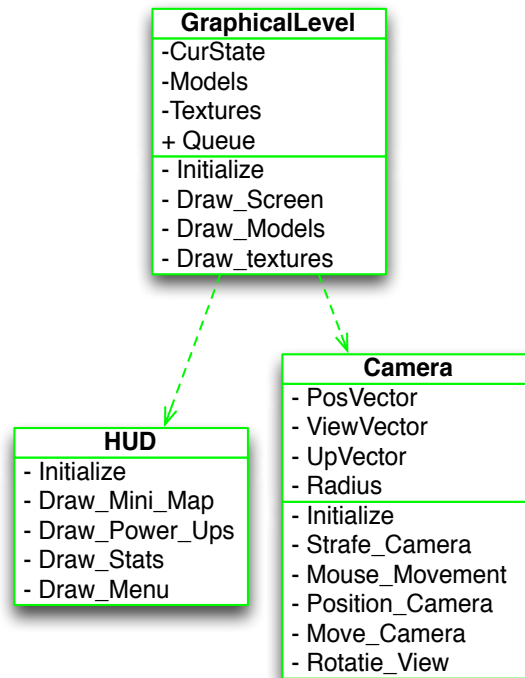 GraphicalLevel
-CurState
-Models
-Textures
+ Queue
- Initialize
- Draw_Screen
- Draw_Models
- Draw_textures
HUD
- Initialize
- Draw_Mini_Map
- Draw_Power_Ups
- Draw_Stats
- Draw_Menu
Camera
- PosVector
- ViewVector
- UpVector
- Radius
- Initialize
- Strafe_Camera
- Mouse_Movement
- Position_Camera
- Move_Camera
- Rotatie_View